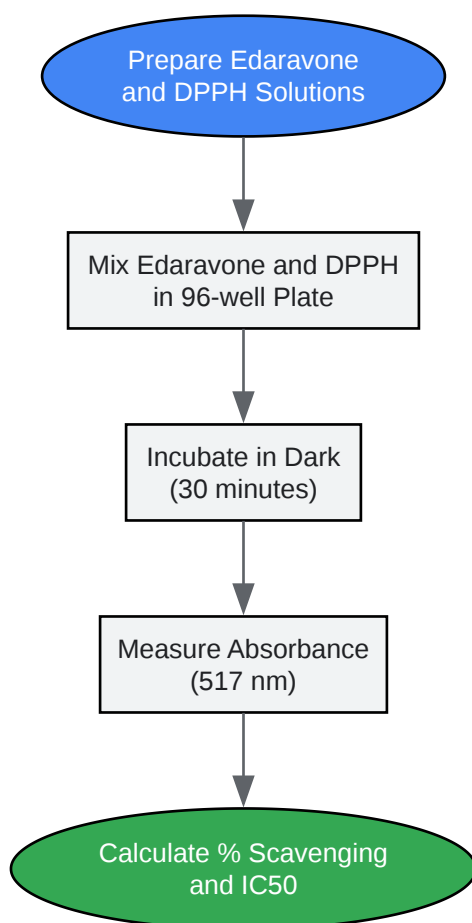 Prepare Edaravone
and DPPH Solutions
Mix Edaravone and DPPH
in 96-well Plate
Incubate in Dark
(30 minutes)
Measure Absorbance
(517 nm)
Calculate % Scavenging
and IC50